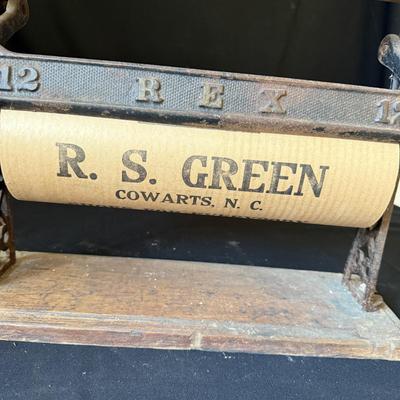 12 REX 12
R. S. GREEN
COWARTS, N. C.